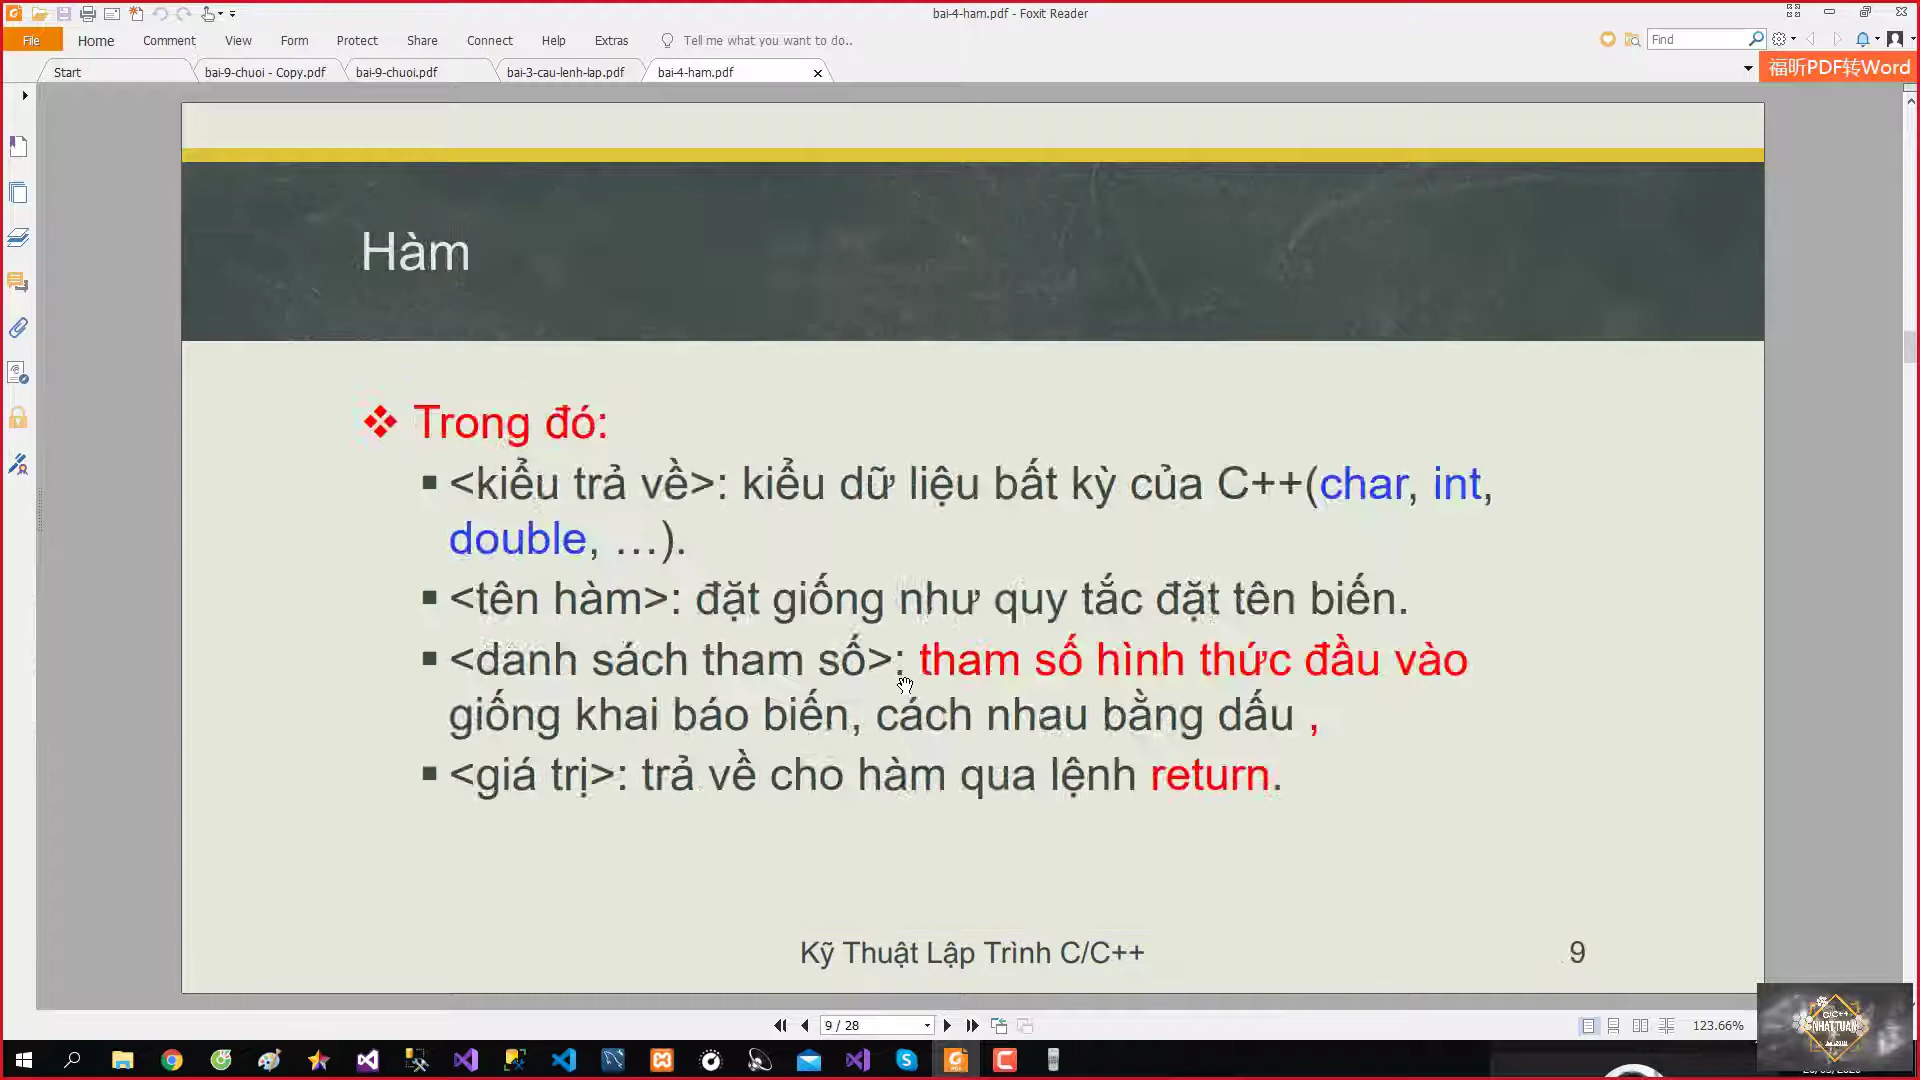 bai-4-ham.pdf - Foxit Reader
File Home Comment View Form Protect Share Connect Help Extras Tell me what you want to do.. Find
Start bai-9-chuoi - Copy.pdf bai-9-chuoi.pdf bai-3-cau-lenh-lap.pdf bai-4-ham.pdf 福昕PDF转Word
Hàm
Trong đó:
<kiểu trả về>: kiểu dữ liệu bất kỳ của C++(char, int,
double, …).
<tên hàm>: đặt giống như quy tắc đặt tên biến.
<danh sách tham số>: tham số hình thức đầu vào
giống khai báo biến, cách nhau bằng dấu ,
<giá trị>: trả về cho hàm qua lệnh return.
Kỹ Thuật Lập Trình C/C++ 9
C/C++
NHATTUAN
9 / 28 123.66%